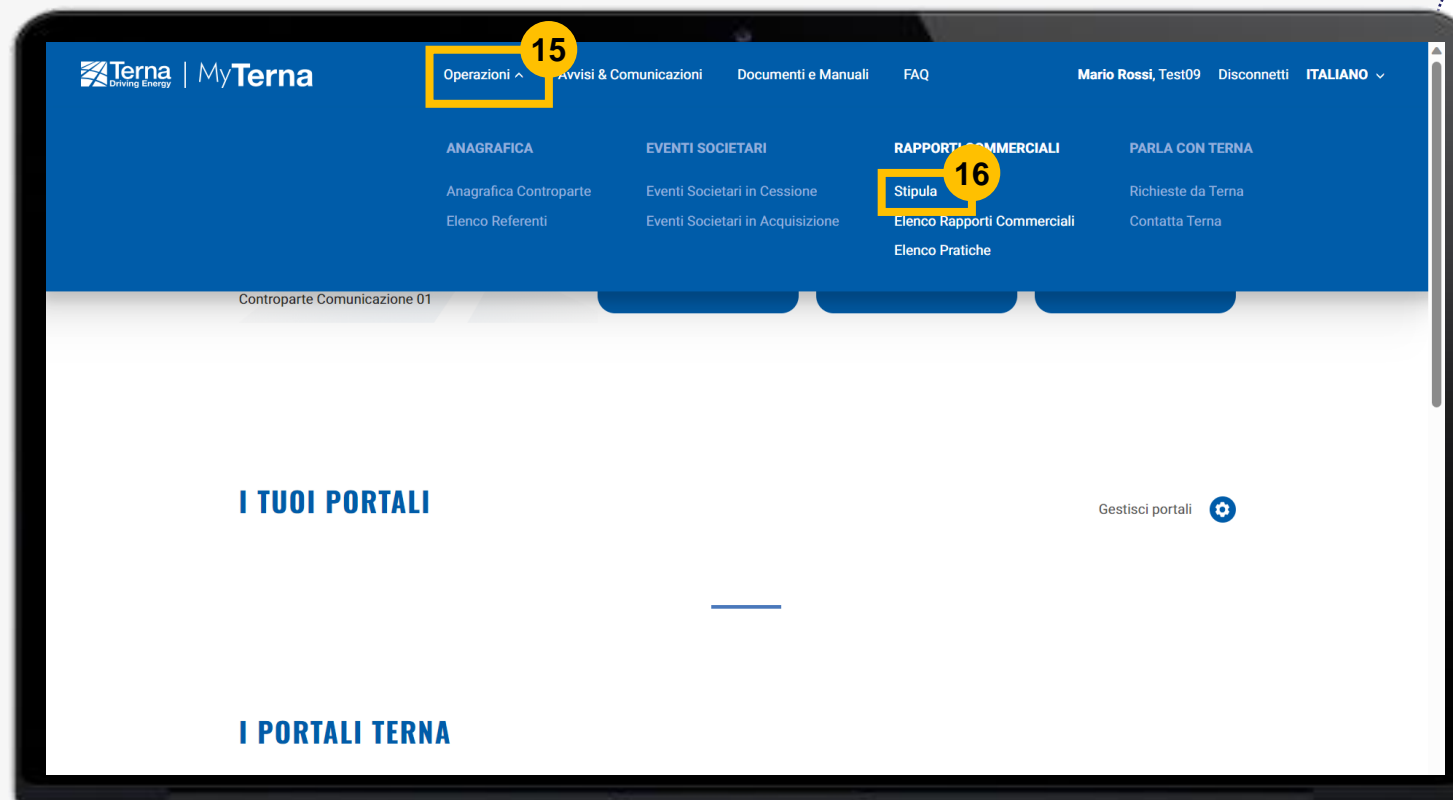 15
Terna
Driving Energy
MyTerna
Operazioni
Avvisi & Comunicazioni
Documenti e Manuali
FAQ
Mario Rossi, Test09
Disconnetti
ITALIANO
ANAGRAFICA
EVENTI SOCIETARI
RAPPORTI COMMERCIALI
PARLA CON TERNA
16
Anagrafica Controparte
Eventi Societari in Cessione
Stipula
Richieste da Terna
Elenco Referenti
Eventi Societari in Acquisizione
Elenco Rapporti Commerciali
Contatta Terna
Elenco Pratiche
Controparte Comunicazione 01
I TUOI PORTALI
Gestisci portali
I PORTALI TERNA